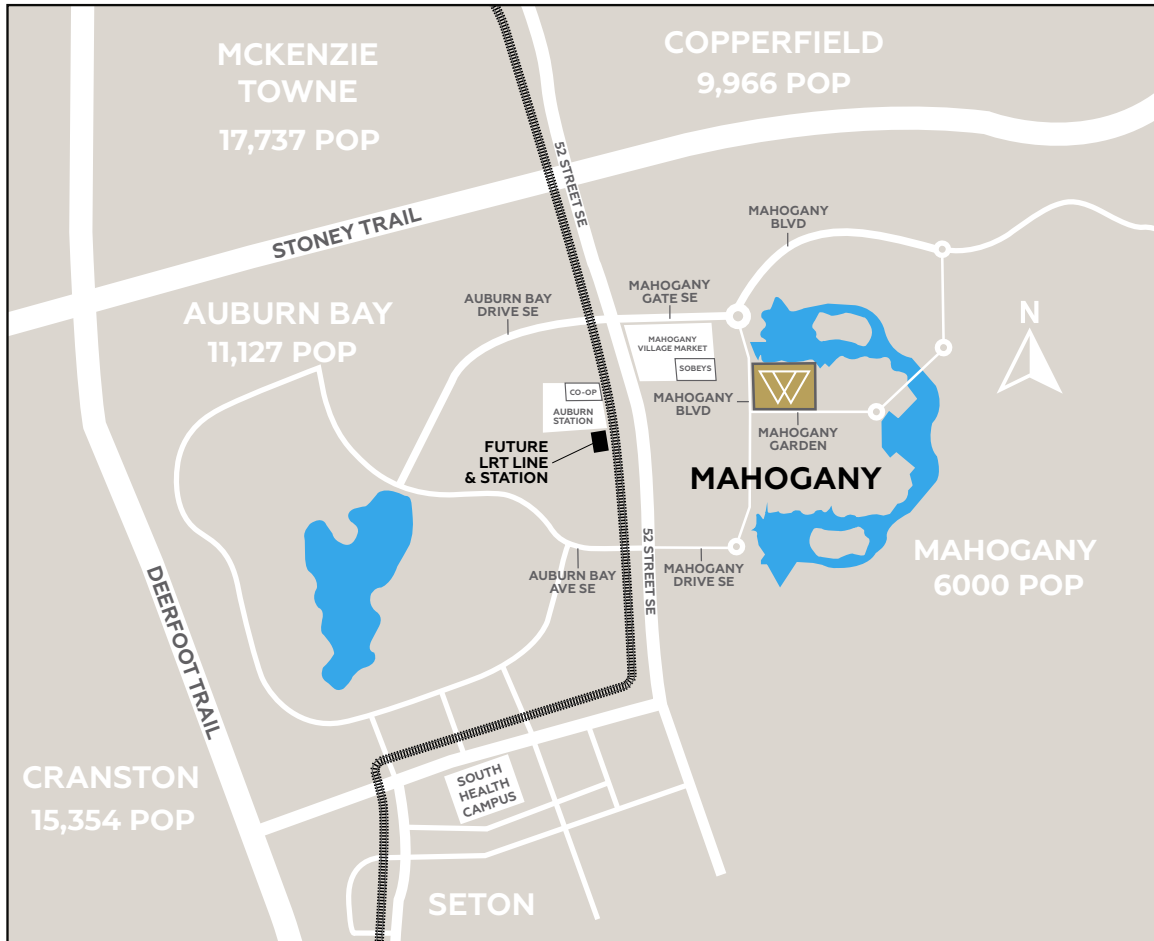 MCKENZIE
TOWNE
17,737 POP
COPPERFIELD
9,966 POP
52 STREET SE
STONEY TRAIL
MAHOGANY
BLVD
AUBURN BAY
DRIVE SE
MAHOGANY
GATE SE
N
AUBURN BAY
11,127 POP
MAHOGANY
VILLAGE MARKET
SOBEYS
CO-OP
AUBURN
STATION
MAHOGANY
BLVD
MAHOGANY
GARDEN
FUTURE
LRT LINE
& STATION
MAHOGANY
52 STREET SE
MAHOGANY
6000 POP
AUBURN BAY
AVE SE
MAHOGANY
DRIVE SE
DEERFOOT TRAIL
CRANSTON
15,354 POP
SOUTH
HEALTH
CAMPUS
SETON